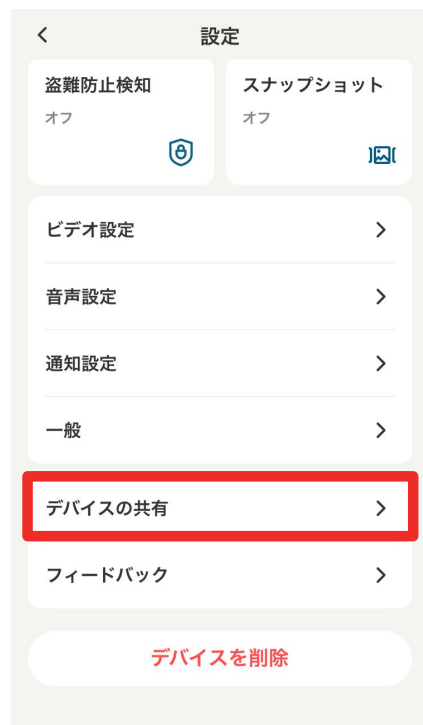 設定
盗難防止検知
オフ
スナップショット
オフ
ビデオ設定
音声設定
通知設定
一般
デバイスの共有
フィードバック
デバイスを削除